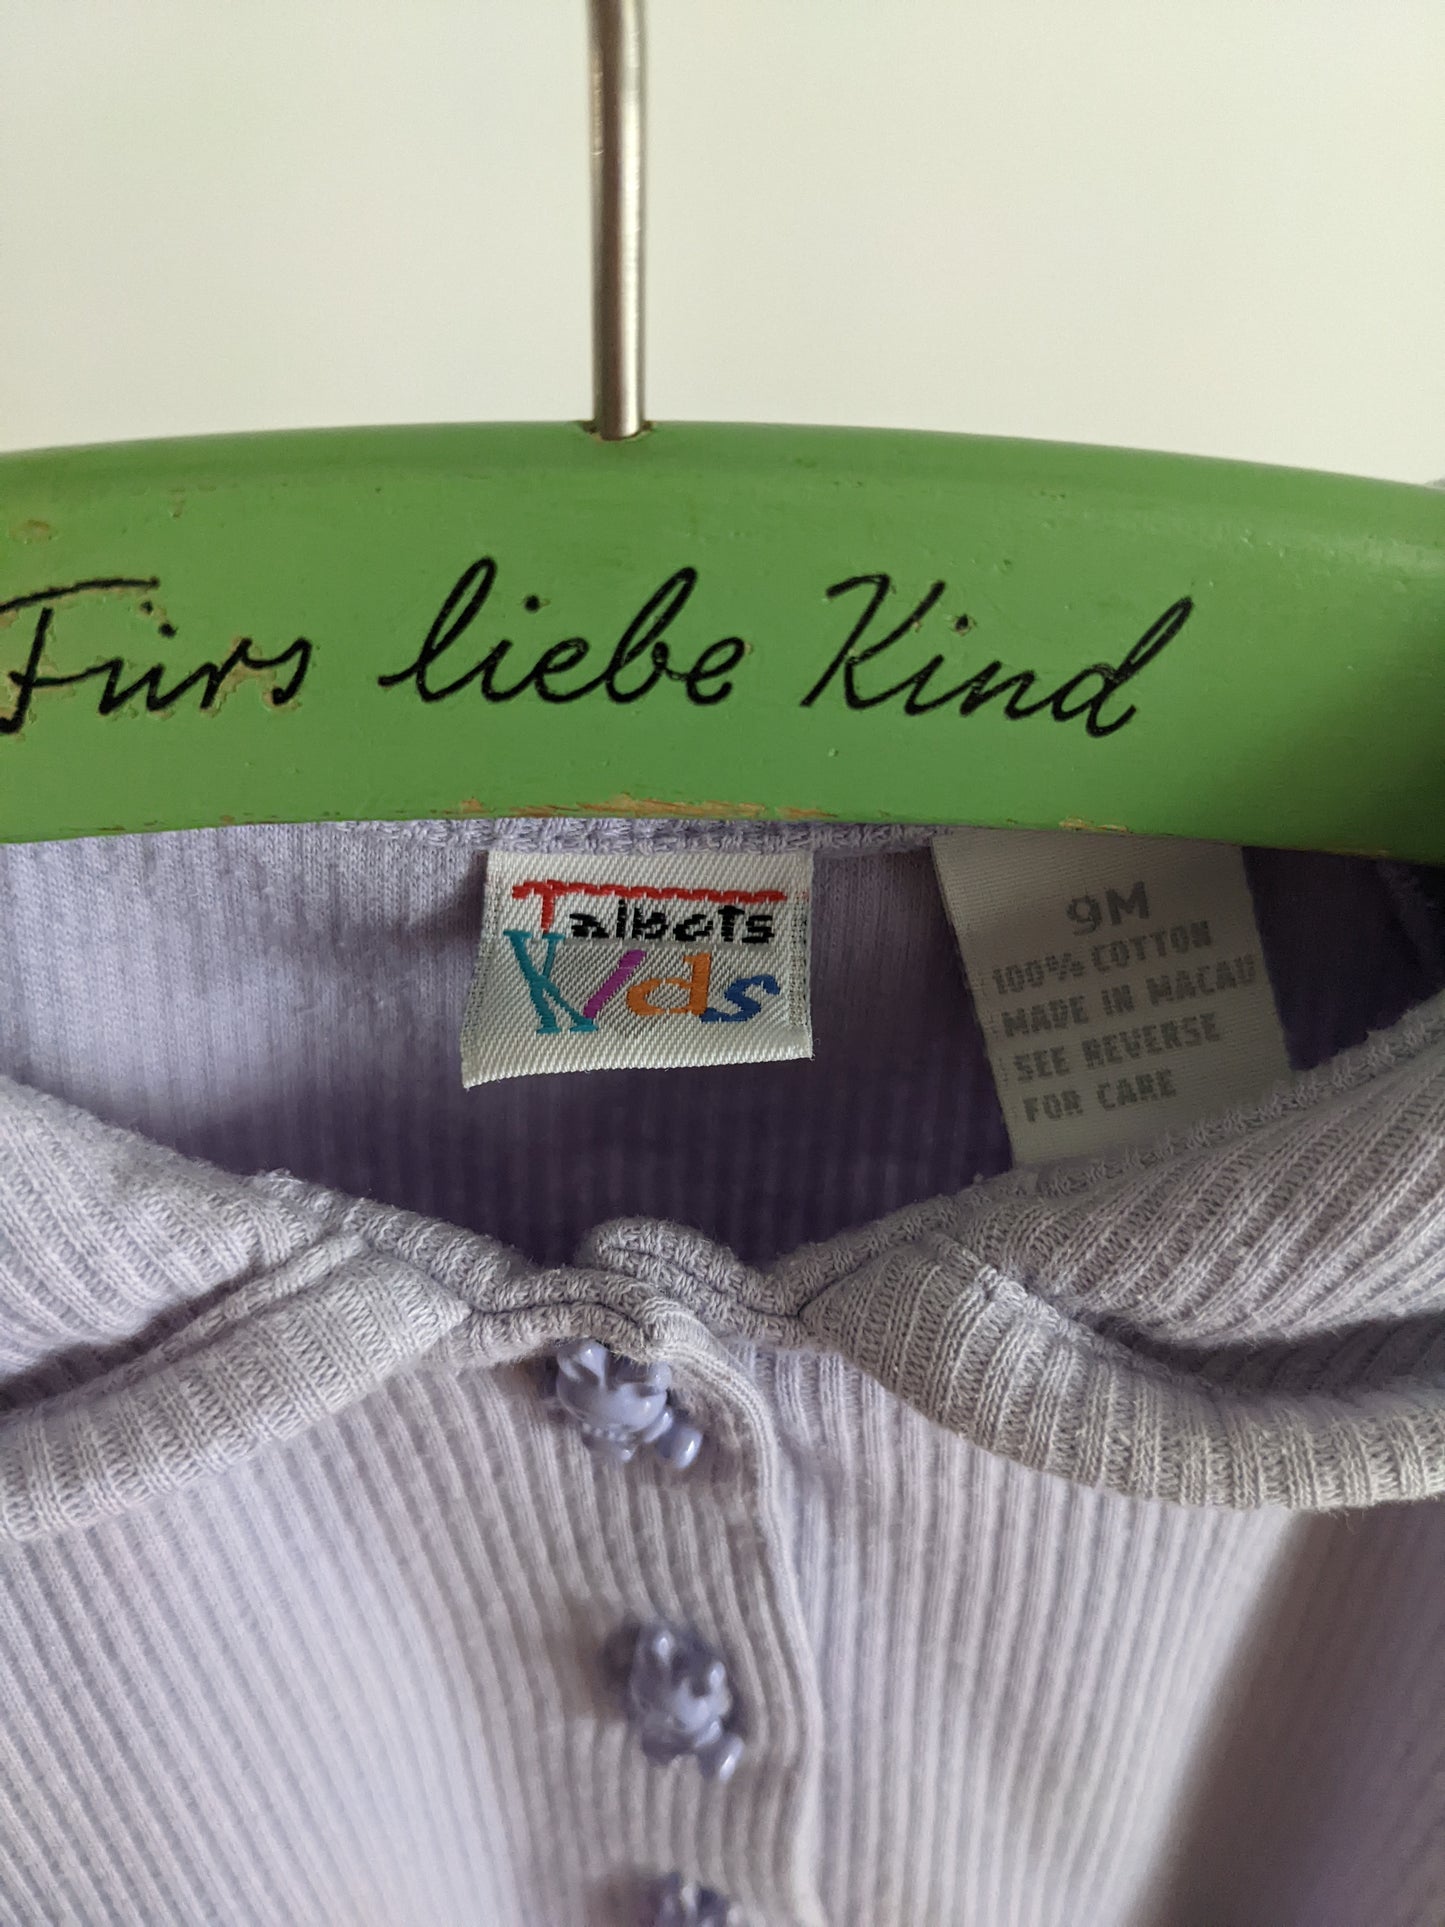 Fürs liebe Kind
Talbots
Kids
9M
100% COTTON
MADE IN MACAU
SEE REVERSE
FOR CARE